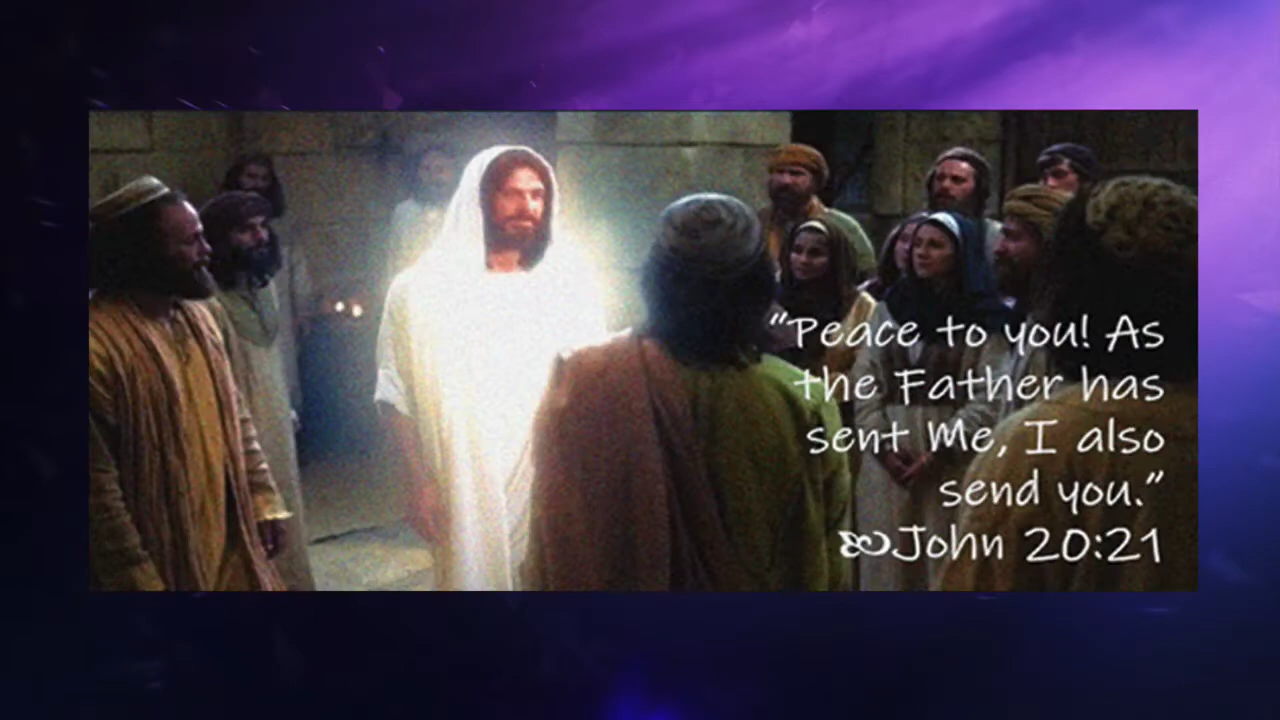 “Peace to you! As
the Father has
sent Me, I also
send you.”
John 20:21